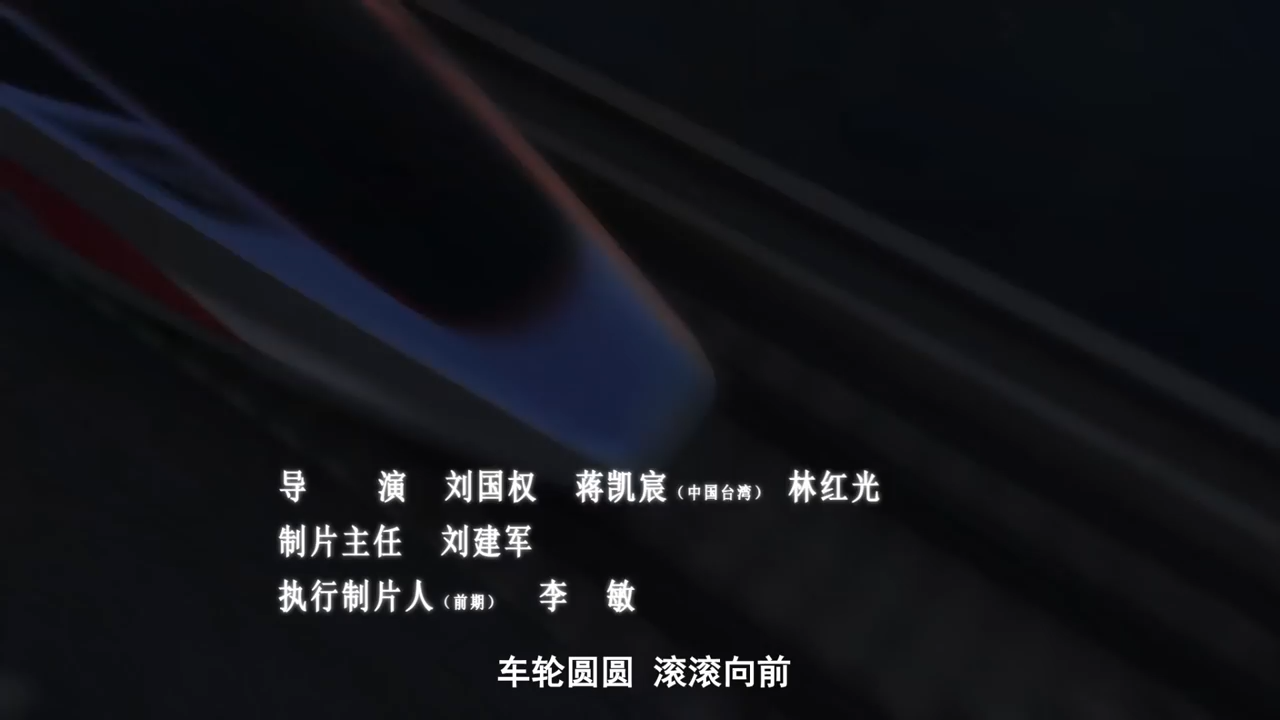 导 演 刘国权 蒋凯宸（中国台湾） 林红光
制片主任 刘建军
执行制片人（前期） 李 敏
车轮圆圆 滚滚向前